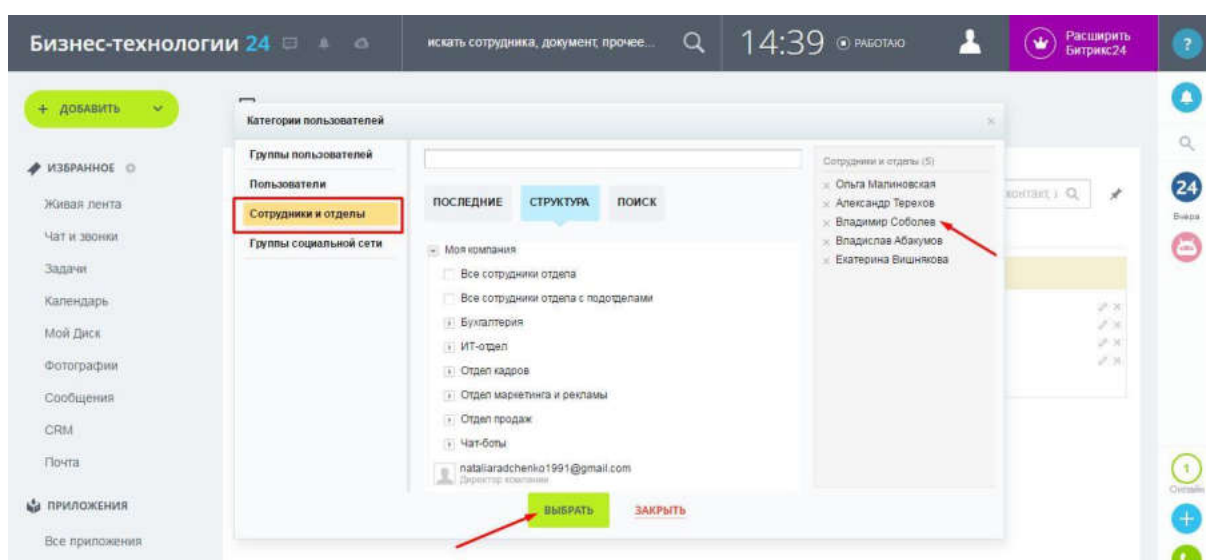 Бизнес-технологии 24
искать сотрудника, документ, прочее...
14:39 РАБОТАЮ
Расширить
Битрикс24
?
+ ДОБАВИТЬ
ИЗБРАННОЕ
Живая лента
Чат и звонки
Задачи
Календарь
Мой Диск
Фотографии
Сообщения
CRM
Почта
ПРИЛОЖЕНИЯ
Все приложения
Категории пользователей
Группы пользователей
Пользователи
Сотрудники и отделы
Группы социальной сети
ПОСЛЕДНИЕ СТРУКТУРА ПОИСК
Моя компания
Все сотрудники отдела
Все сотрудники отдела с подотделами
Бухгалтерия
ИТ-отдел
Отдел кадров
Отдел маркетинга и рекламы
Отдел продаж
Чат-боты
nataliaradchenko1991@gmail.com
Директор компании
ВЫБРАТЬ ЗАКРЫТЬ
Сотрудники и отделы (5)
Ольга Малиновская
Александр Терехов
Владимир Соболев
Владислав Абакумов
Екатерина Вишнякова
контакт,
24
Вчера
1
Онлайн